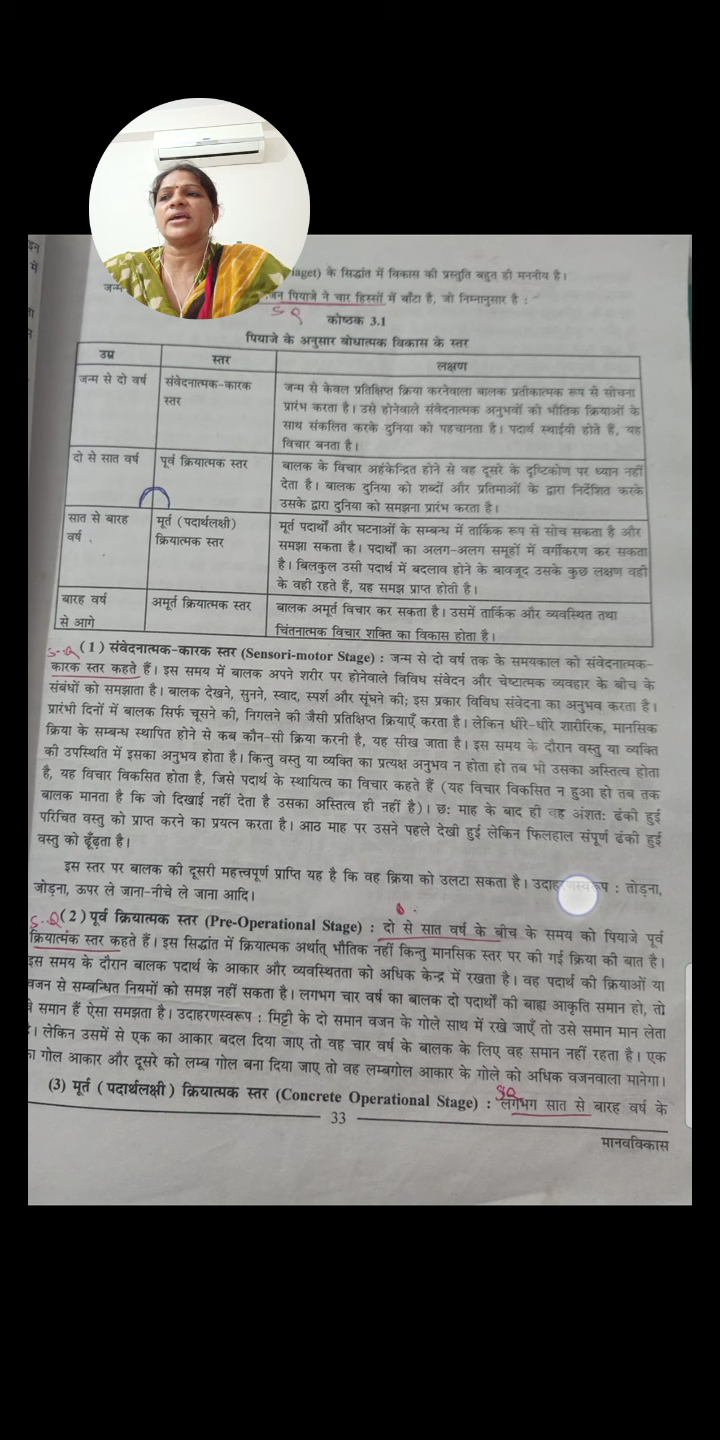 इन
में
iaget) के सिद्धांत में विकास की प्रस्तुति बहुत ही मननीय है।
जन्म
जन पियाजे ने चार हिस्सों में बाँटा है, जो निम्नानुसार है :
S Q
कोष्ठक 3.1
पियाजे के अनुसार बोधात्मक विकास के स्तर
उम्र स्तर लक्षण
जन्म से दो वर्ष संवेदनात्मक-कारक जन्म से केवल प्रतिक्षिप्त क्रिया करनेवाला बालक प्रतीकात्मक रूप से सोचना
स्तर प्रारंभ करता है। उसे होनेवाले संवेदनात्मक अनुभवों को भौतिक क्रियाओं के
साथ संकलित करके दुनिया को पहचानता है। पदार्थ स्थाईयी होते हैं, यह
विचार बनता है।
दो से सात वर्ष पूर्व क्रियात्मक स्तर बालक के विचार अहंकेन्द्रित होने से वह दूसरे के दृष्टिकोण पर ध्यान नहीं
देता है। बालक दुनिया को शब्दों और प्रतिमाओं के द्वारा निर्देशित करके
उसके द्वारा दुनिया को समझना प्रारंभ करता है।
सात से बारह मूर्त (पदार्थलक्षी) मूर्त पदार्थों और घटनाओं के सम्बन्ध में तार्किक रूप से सोच सकता है और
वर्ष क्रियात्मक स्तर समझा सकता है। पदार्थों का अलग-अलग समूहों में वर्गीकरण कर सकता
है। बिलकुल उसी पदार्थ में बदलाव होने के बावजूद उसके कुछ लक्षण वही
के वही रहते हैं, यह समझ प्राप्त होती है।
बारह वर्ष अमूर्त क्रियात्मक स्तर बालक अमूर्त विचार कर सकता है। उसमें तार्किक और व्यवस्थित तथा
से आगे चिंतनात्मक विचार शक्ति का विकास होता है।
S-Q (1) संवेदनात्मक-कारक स्तर (Sensori-motor Stage) : जन्म से दो वर्ष तक के समयकाल को संवेदनात्मक-
कारक स्तर कहते हैं। इस समय में बालक अपने शरीर पर होनेवाले विविध संवेदन और चेष्टात्मक व्यवहार के बीच के
संबंधों को समझाता है। बालक देखने, सुनने, स्वाद, स्पर्श और सूंघने की; इस प्रकार विविध संवेदना का अनुभव करता है।
प्रारंभी दिनों में बालक सिर्फ चूसने की, निगलने की जैसी प्रतिक्षिप्त क्रियाएँ करता है। लेकिन धीरे-धीरे शारीरिक, मानसिक
क्रिया के सम्बन्ध स्थापित होने से कब कौन-सी क्रिया करनी है, यह सीख जाता है। इस समय के दौरान वस्तु या व्यक्ति
की उपस्थिति में इसका अनुभव होता है। किन्तु वस्तु या व्यक्ति का प्रत्यक्ष अनुभव न होता हो तब भी उसका अस्तित्व होता
है, यह विचार विकसित होता है, जिसे पदार्थ के स्थायित्व का विचार कहते हैं (यह विचार विकसित न हुआ हो तब तक
बालक मानता है कि जो दिखाई नहीं देता है उसका अस्तित्व ही नहीं है)। छः माह के बाद ही वह अंशतः ढंकी हुई
परिचित वस्तु को प्राप्त करने का प्रयत्न करता है। आठ माह पर उसने पहले देखी हुई लेकिन फिलहाल संपूर्ण ढंकी हुई
वस्तु को ढूँढ़ता है।
इस स्तर पर बालक की दूसरी महत्त्वपूर्ण प्राप्ति यह है कि वह क्रिया को उलटा सकता है। उदाहरणस्वरूप : तोड़ना,
जोड़ना, ऊपर ले जाना-नीचे ले जाना आदि।
S-Q (2) पूर्व क्रियात्मक स्तर (Pre-Operational Stage) : दो से सात वर्ष के बीच के समय को पियाजे पूर्व
क्रियात्मक स्तर कहते हैं। इस सिद्धांत में क्रियात्मक अर्थात् भौतिक नहीं किन्तु मानसिक स्तर पर की गई क्रिया की बात है।
इस समय के दौरान बालक पदार्थ के आकार और व्यवस्थितता को अधिक केन्द्र में रखता है। वह पदार्थ की क्रियाओं या
वजन से सम्बन्धित नियमों को समझ नहीं सकता है। लगभग चार वर्ष का बालक दो पदार्थों की बाह्य आकृति समान हो, तो
समान हैं ऐसा समझता है। उदाहरणस्वरूप : मिट्टी के दो समान वजन के गोले साथ में रखे जाएँ तो उसे समान मान लेता
। लेकिन उसमें से एक का आकार बदल दिया जाए तो वह चार वर्ष के बालक के लिए वह समान नहीं रहता है। एक
का गोल आकार और दूसरे को लम्ब गोल बना दिया जाए तो वह लम्बगोल आकार के गोले को अधिक वजनवाला मानेगा।
SQ
(3) मूर्त (पदार्थलक्षी) क्रियात्मक स्तर (Concrete Operational Stage) : लगभग सात से बारह वर्ष के
33
मानवविकास